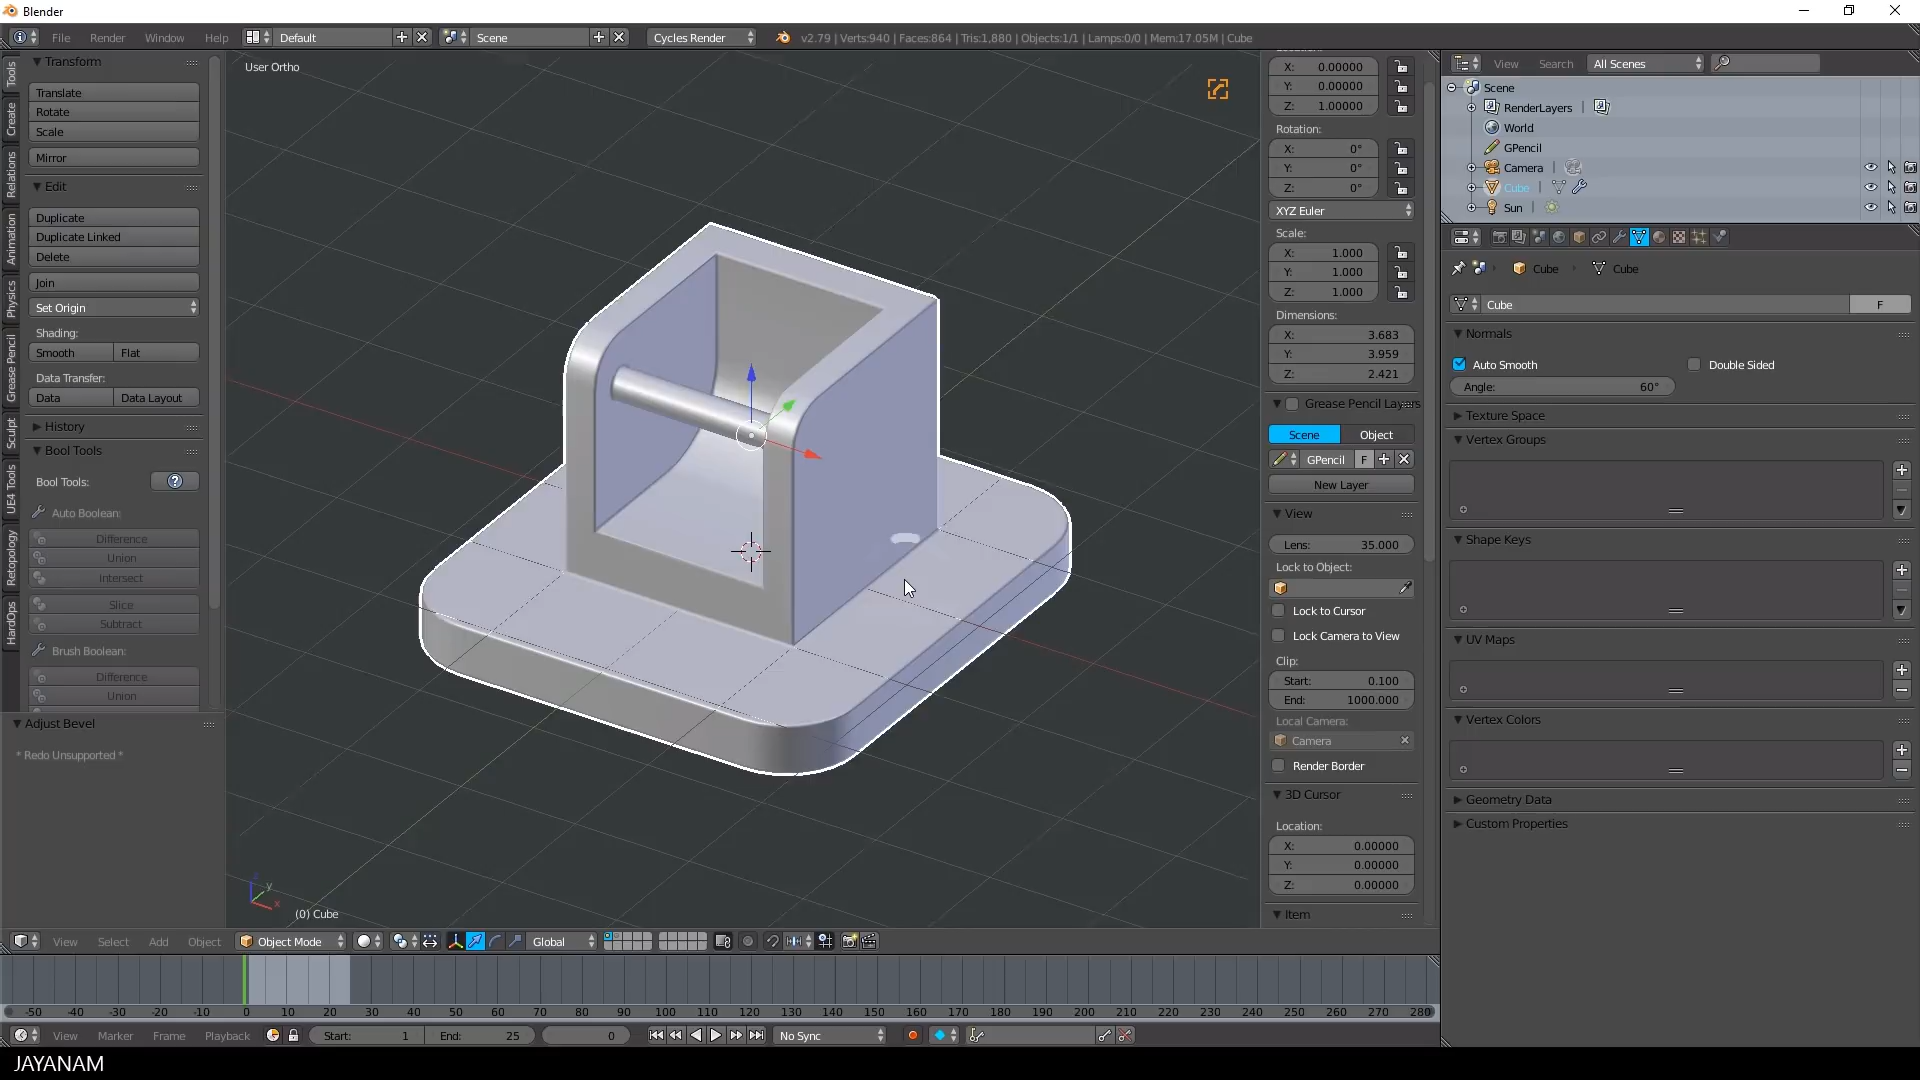 Blender
File Render Window Help Default Scene Cycles Render v2.79 | Verts:940 | Faces:864 | Tris:1,880 | Objects:1/1 | Lamps:0/0 | Mem:17.05M | Cube
Tools
Create
Relations
Animation
Physics
Grease Pencil
Sculpt
UE4 Tools
Retopology
HardOps
Transform
Translate
Rotate
Scale
Mirror
Edit
Duplicate
Duplicate Linked
Delete
Join
Set Origin
Shading:
Smooth Flat
Data Transfer:
Data Data Layout
History
Bool Tools
Bool Tools:
Auto Boolean:
Difference
Union
Intersect
Slice
Subtract
Brush Boolean:
Difference
Union
Adjust Bevel
* Redo Unsupported *
User Ortho
(0) Cube
X: 0.00000
Y: 0.00000
Z: 1.00000
Rotation:
X: 0°
Y: 0°
Z: 0°
XYZ Euler
Scale:
X: 1.000
Y: 1.000
Z: 1.000
Dimensions:
X: 3.683
Y: 3.959
Z: 2.421
Grease Pencil Layers
Scene Object
GPencil F
New Layer
View
Lens: 35.000
Lock to Object:
Lock to Cursor
Lock Camera to View
Clip:
Start: 0.100
End: 1000.000
Local Camera:
Camera
Render Border
3D Cursor
Location:
X: 0.00000
Y: 0.00000
Z: 0.00000
Item
View Search All Scenes
Scene
RenderLayers
World
GPencil
Camera
Cube
Sun
Cube Cube
Cube F
Normals
Auto Smooth Double Sided
Angle: 60°
Texture Space
Vertex Groups
Shape Keys
UV Maps
Vertex Colors
Geometry Data
Custom Properties
View Select Add Object Object Mode Global
-50 -40 -30 -20 -10 0 10 20 30 40 50 60 70 80 90 100 110 120 130 140 150 160 170 180 190 200 210 220 230 240 250 260 270 280
View Marker Frame Playback Start: 1 End: 25 0 No Sync
JAYANAM